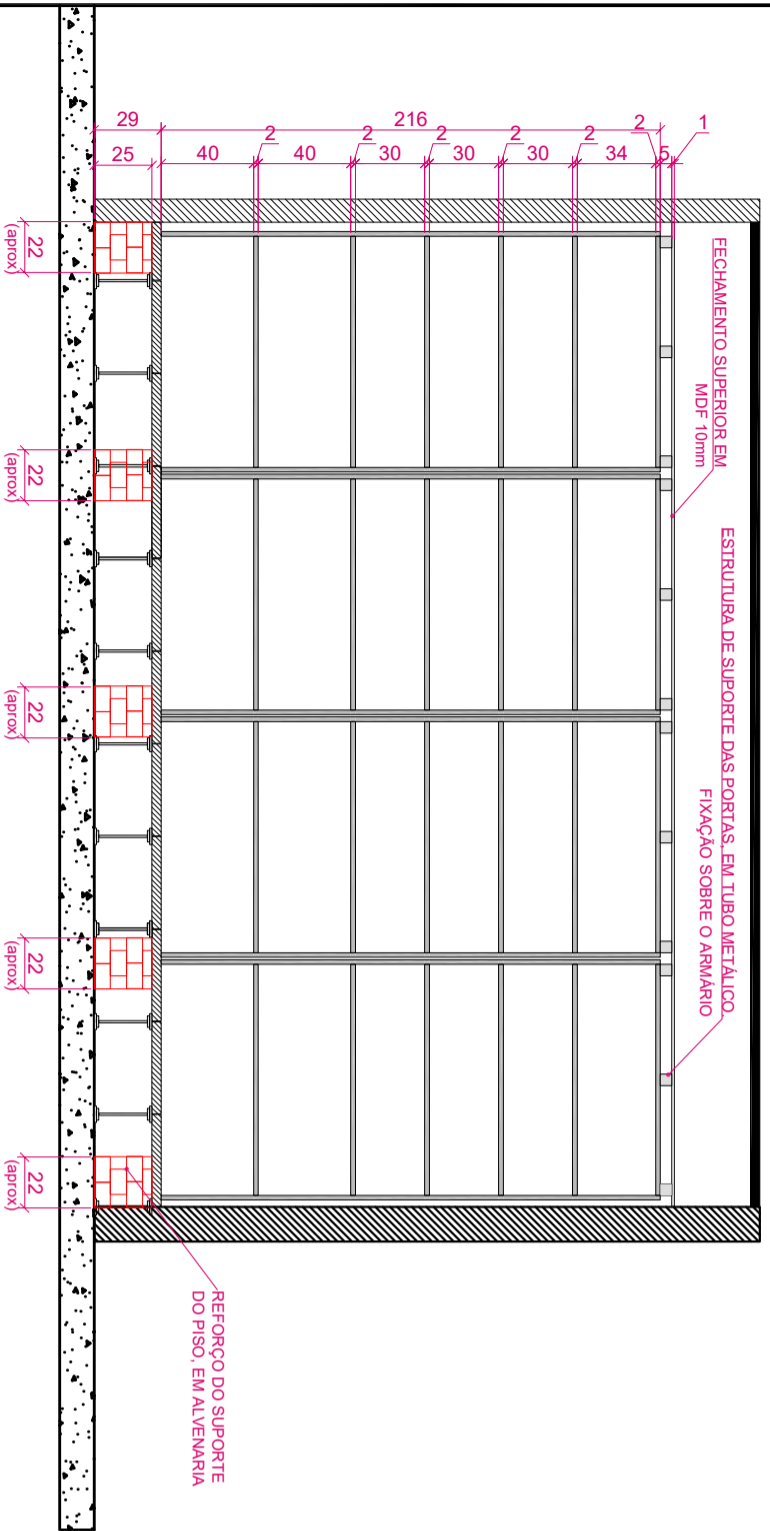 FECHAMENTO SUPERIOR EM
MDF 10mm
ESTRUTURA DE SUPORTE DAS PORTAS, EM TUBO METÁLICO.
FIXAÇÃO SOBRE O ARMÁRIO
29
216
2
2
2
2
2
2
1
25
40
40
30
30
30
34
5
22
(aprox)
22
(aprox)
22
(aprox)
22
(aprox)
22
(aprox)
REFORÇO DO SUPORTE
DO PISO, EM ALVENARIA